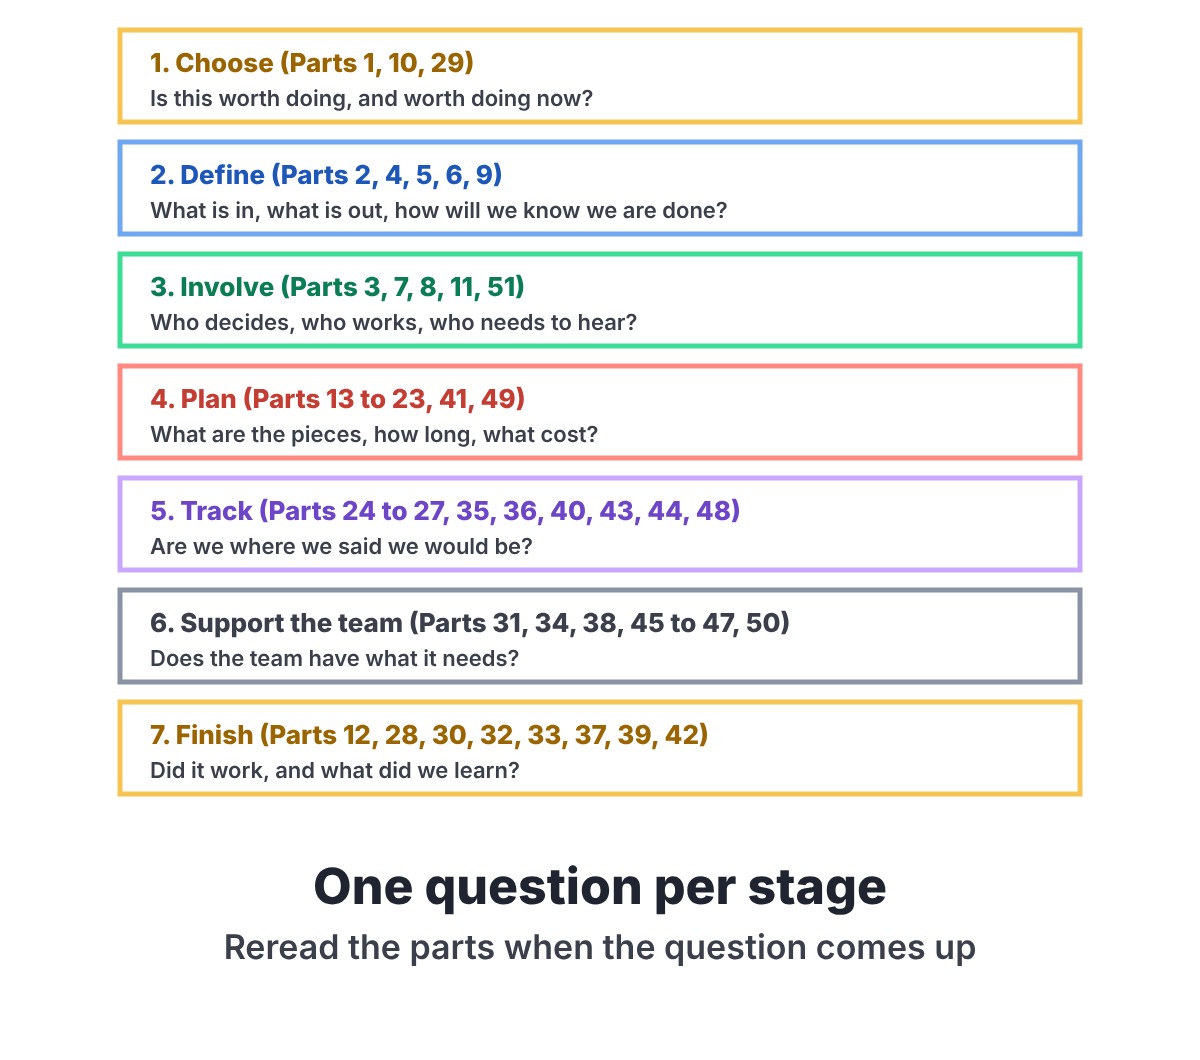 1. Choose (Parts 1, 10, 29)
Is this worth doing, and worth doing now?
2. Define (Parts 2, 4, 5, 6, 9)
What is in, what is out, how will we know we are done?
3. Involve (Parts 3, 7, 8, 11, 51)
Who decides, who works, who needs to hear?
4. Plan (Parts 13 to 23, 41, 49)
What are the pieces, how long, what cost?
5. Track (Parts 24 to 27, 35, 36, 40, 43, 44, 48)
Are we where we said we would be?
6. Support the team (Parts 31, 34, 38, 45 to 47, 50)
Does the team have what it needs?
7. Finish (Parts 12, 28, 30, 32, 33, 37, 39, 42)
Did it work, and what did we learn?
One question per stage
Reread the parts when the question comes up